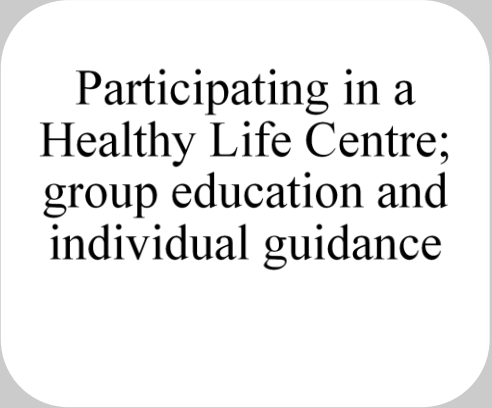 Participating in a
Healthy Life Centre;
group education and
individual guidance